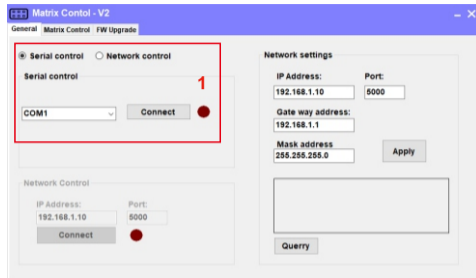 Matrix Contol - V2
General Matrix Control FW Upgrade
Serial control Network control
Serial control
1
COM1
Connect
Network Control
IP Address: Port:
192.168.1.10 5000
Connect
Network settings
IP Address: Port:
192.168.1.10 5000
Gate way address:
192.168.1.1
Mask address
255.255.255.0
Apply
Querry